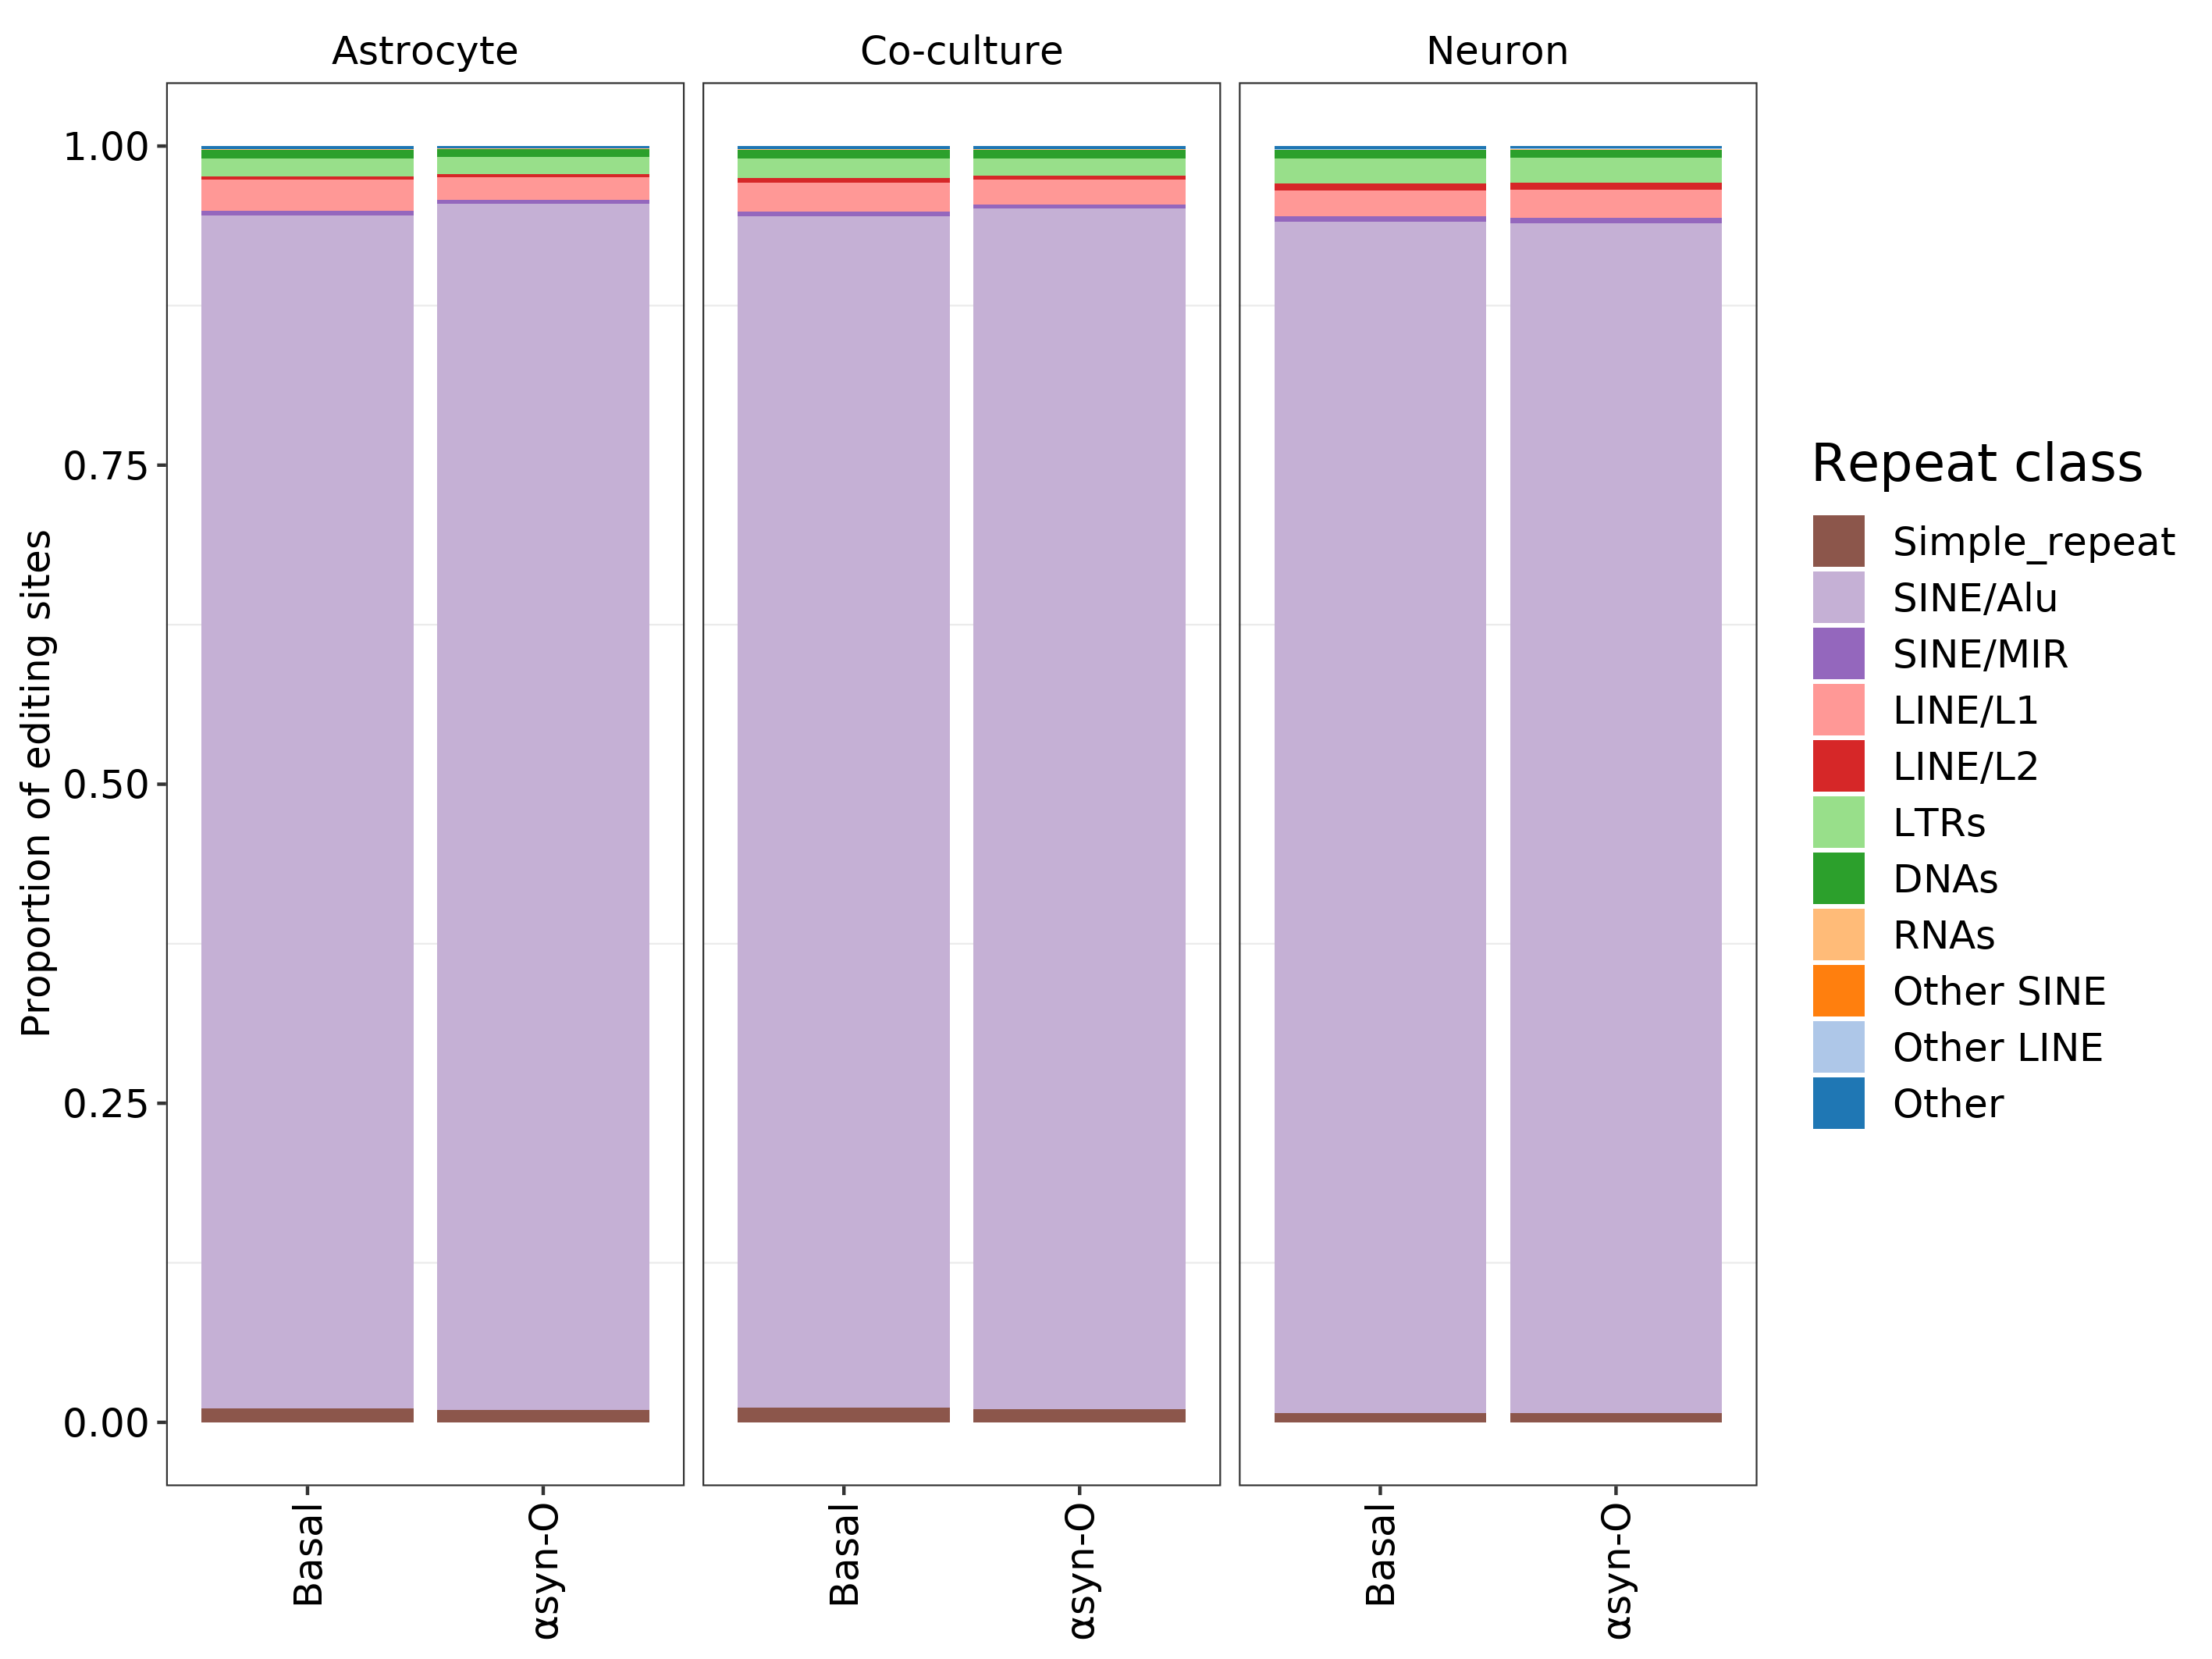 Astrocyte
Co-culture
Neuron
Proportion of editing sites
1.00
0.75
0.50
0.25
0.00
Basal
αsyn-O
Basal
αsyn-O
Basal
αsyn-O
Repeat class
Simple_repeat
SINE/Alu
SINE/MIR
LINE/L1
LINE/L2
LTRs
DNAs
RNAs
Other SINE
Other LINE
Other